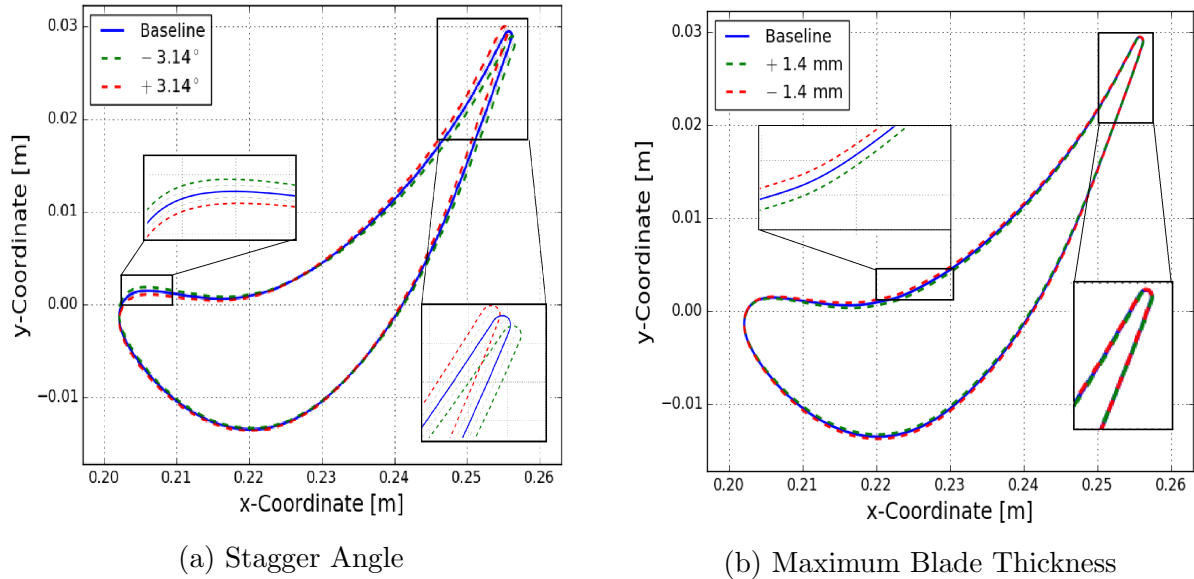 Baseline
− 3.14°
+ 3.14°
y-Coordinate [m]
0.03
0.02
0.01
0.00
−0.01
0.20 0.21 0.22 0.23 0.24 0.25 0.26
x-Coordinate [m]
(a) Stagger Angle
Baseline
+ 1.4 mm
− 1.4 mm
y-Coordinate [m]
0.03
0.02
0.01
0.00
−0.01
0.20 0.21 0.22 0.23 0.24 0.25 0.26
x-Coordinate [m]
(b) Maximum Blade Thickness